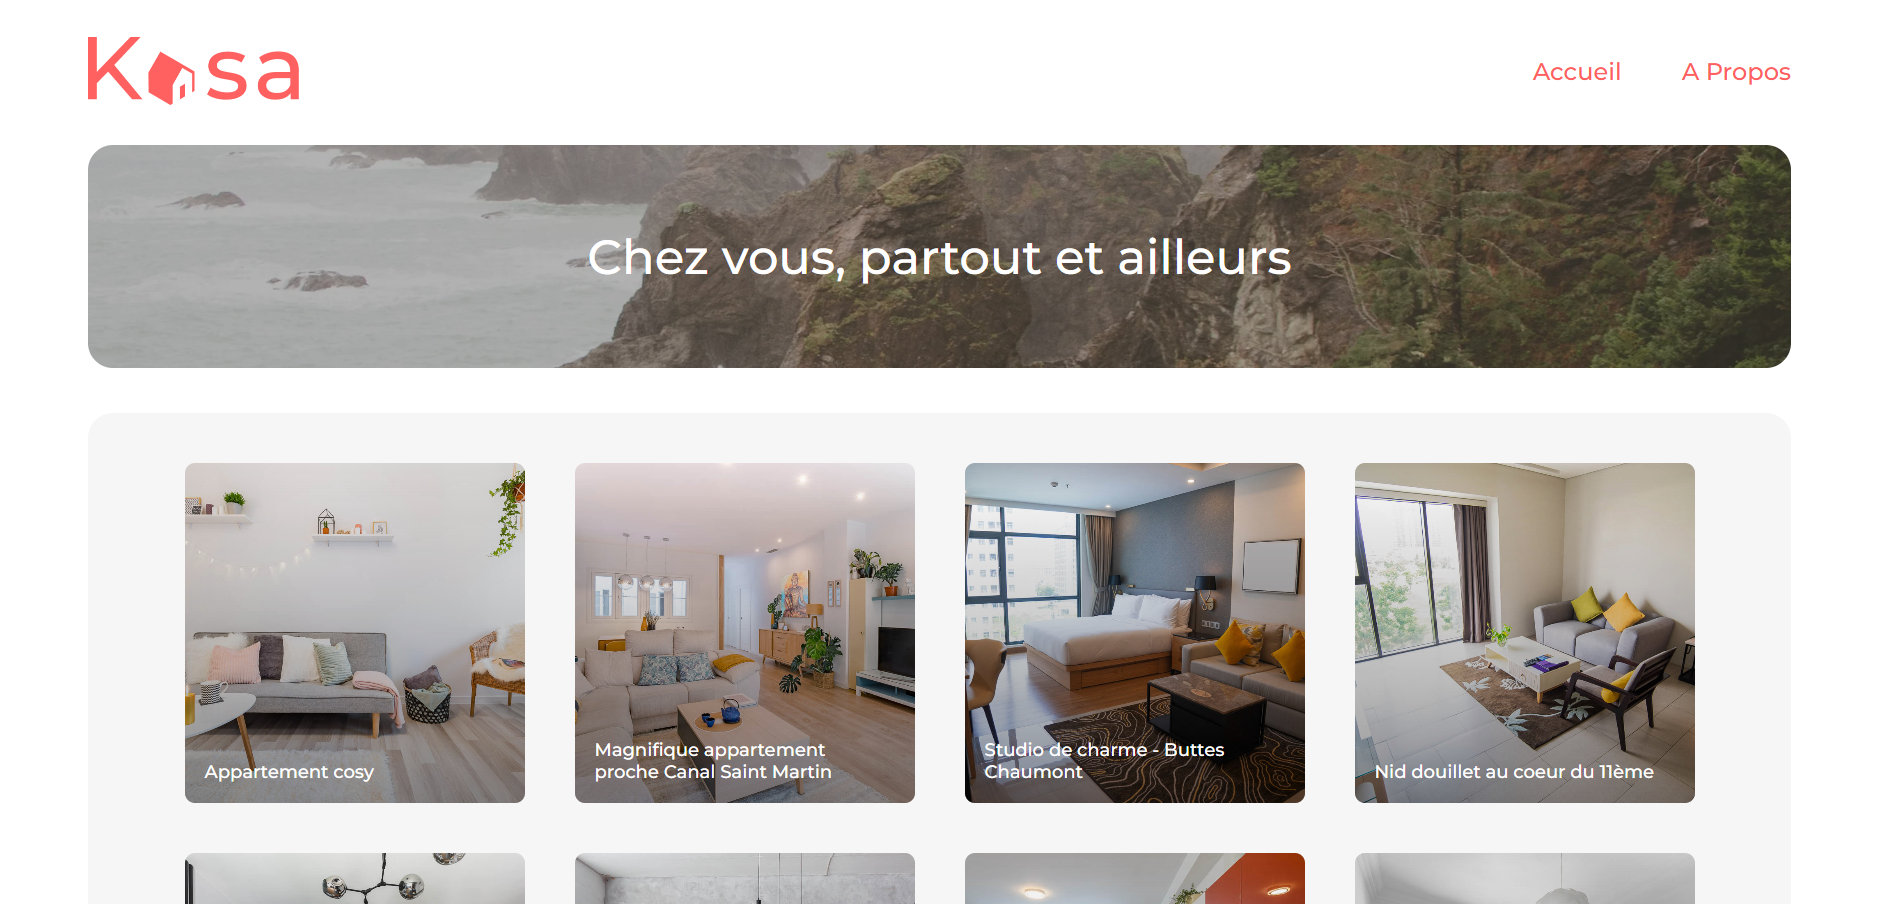 Kasa
Accueil
A Propos
Chez vous, partout et ailleurs
Appartement cosy
Magnifique appartement
proche Canal Saint Martin
Studio de charme - Buttes
Chaumont
Nid douillet au coeur du 11ème